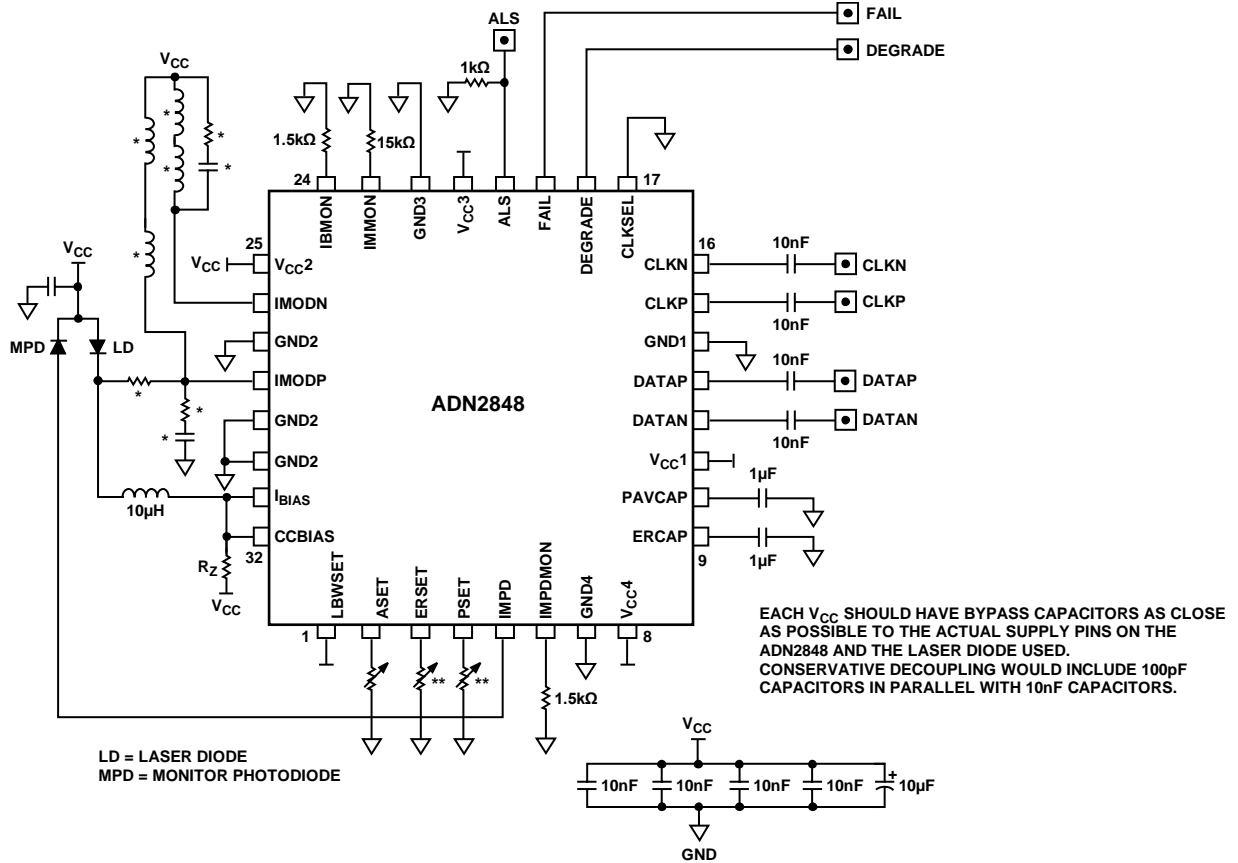 ALS
FAIL
DEGRADE
VCC
1kΩ
*
*
*
*
*
1.5kΩ
15kΩ
24
17
IBMON
IMMON
GND3
VCC3
ALS
FAIL
DEGRADE
CLKSEL
VCC
25
VCC
VCC2
IMODN
GND2
MPD
LD
IMODP
*
*
*
GND2
GND2
10µH
IBIAS
CCBIAS
32
RZ
VCC
ADN2848
16
CLKN
10nF
CLKN
CLKP
10nF
CLKP
GND1
10nF
DATAP
DATAP
DATAN
10nF
DATAN
VCC1
1µF
PAVCAP
ERCAP
1µF
9
LBWSET
ASET
ERSET
PSET
IMPD
IMPDMON
GND4
VCC4
1
8
**
**
1.5kΩ
EACH VCC SHOULD HAVE BYPASS CAPACITORS AS CLOSE
AS POSSIBLE TO THE ACTUAL SUPPLY PINS ON THE
ADN2848 AND THE LASER DIODE USED.
CONSERVATIVE DECOUPLING WOULD INCLUDE 100pF
CAPACITORS IN PARALLEL WITH 10nF CAPACITORS.
LD = LASER DIODE
MPD = MONITOR PHOTODIODE
VCC
10nF
10nF
10nF
10nF
+
10µF
GND